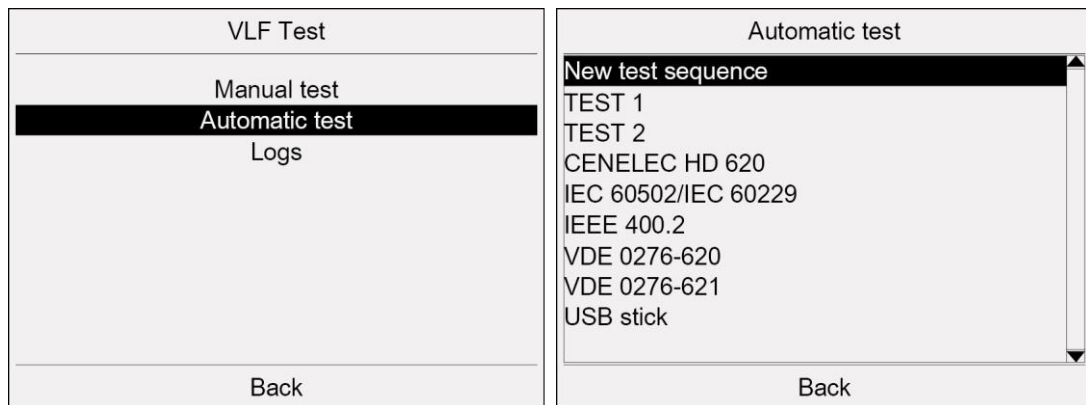 VLF Test
Manual test
Automatic test
Logs
Back
Automatic test
New test sequence
TEST 1
TEST 2
CENELEC HD 620
IEC 60502/IEC 60229
IEEE 400.2
VDE 0276-620
VDE 0276-621
USB stick
Back